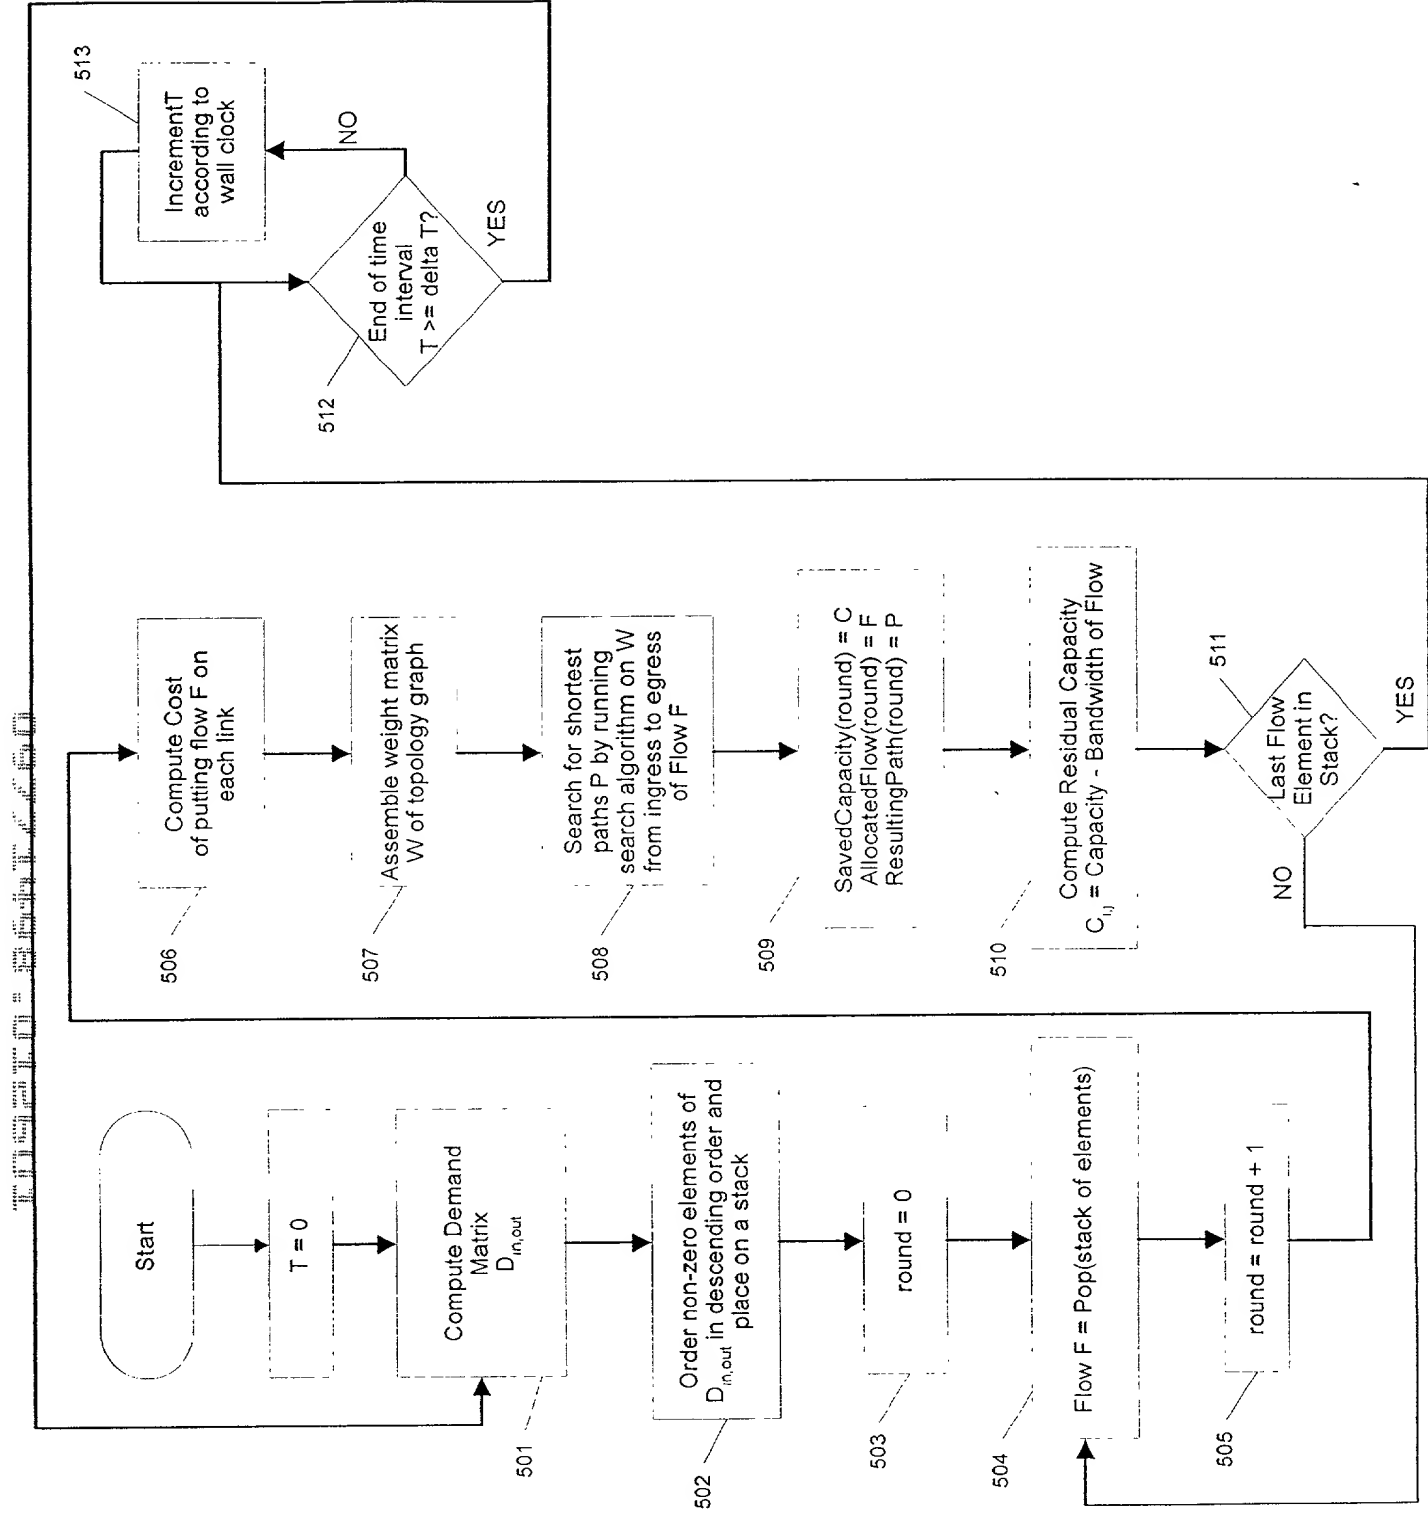 Start
T = 0
Compute Demand
Matrix
D_in,out
501
Order non-zero elements of
D_in,out in descending order and
place on a stack
502
round = 0
503
Flow F = Pop(stack of elements)
504
round = round + 1
505
Compute Cost
of putting flow F on
each link
506
Assemble weight matrix
W of topology graph
507
Search for shortest
paths P by running
search algorithm on W
from ingress to egress
of Flow F
508
SavedCapacity(round) = C
AllocatedFlow(round) = F
ResultingPath(round) = P
509
Compute Residual Capacity
C_i,j = Capacity - Bandwidth of Flow
510
Last Flow
Element in
Stack?
511
NO
YES
End of time
interval
T >= delta T?
512
NO
YES
IncrementT
according to
wall clock
513